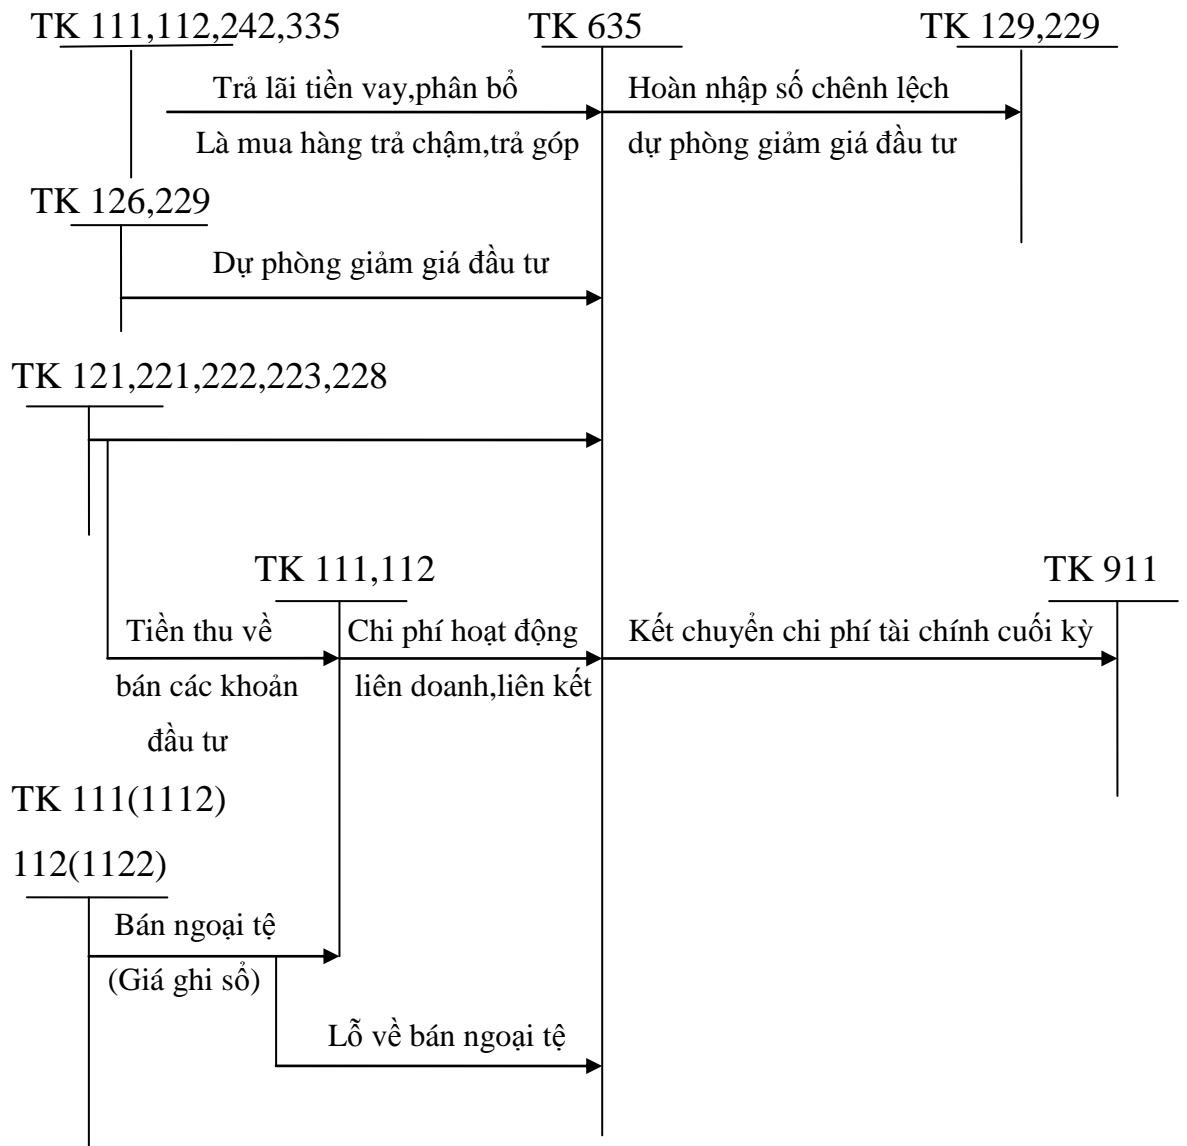 TK 111,112,242,335
TK 635
TK 129,229
Trả lãi tiền vay,phân bổ
Hoàn nhập số chênh lệch
Là mua hàng trả chậm,trả góp
dự phòng giảm giá đầu tư
TK 126,229
Dự phòng giảm giá đầu tư
TK 121,221,222,223,228
TK 111,112
TK 911
Tiền thu về
Chi phí hoạt động
Kết chuyển chi phí tài chính cuối kỳ
bán các khoản
liên doanh,liên kết
đầu tư
TK 111(1112)
112(1122)
Bán ngoại tệ
(Giá ghi sổ)
Lỗ về bán ngoại tệ